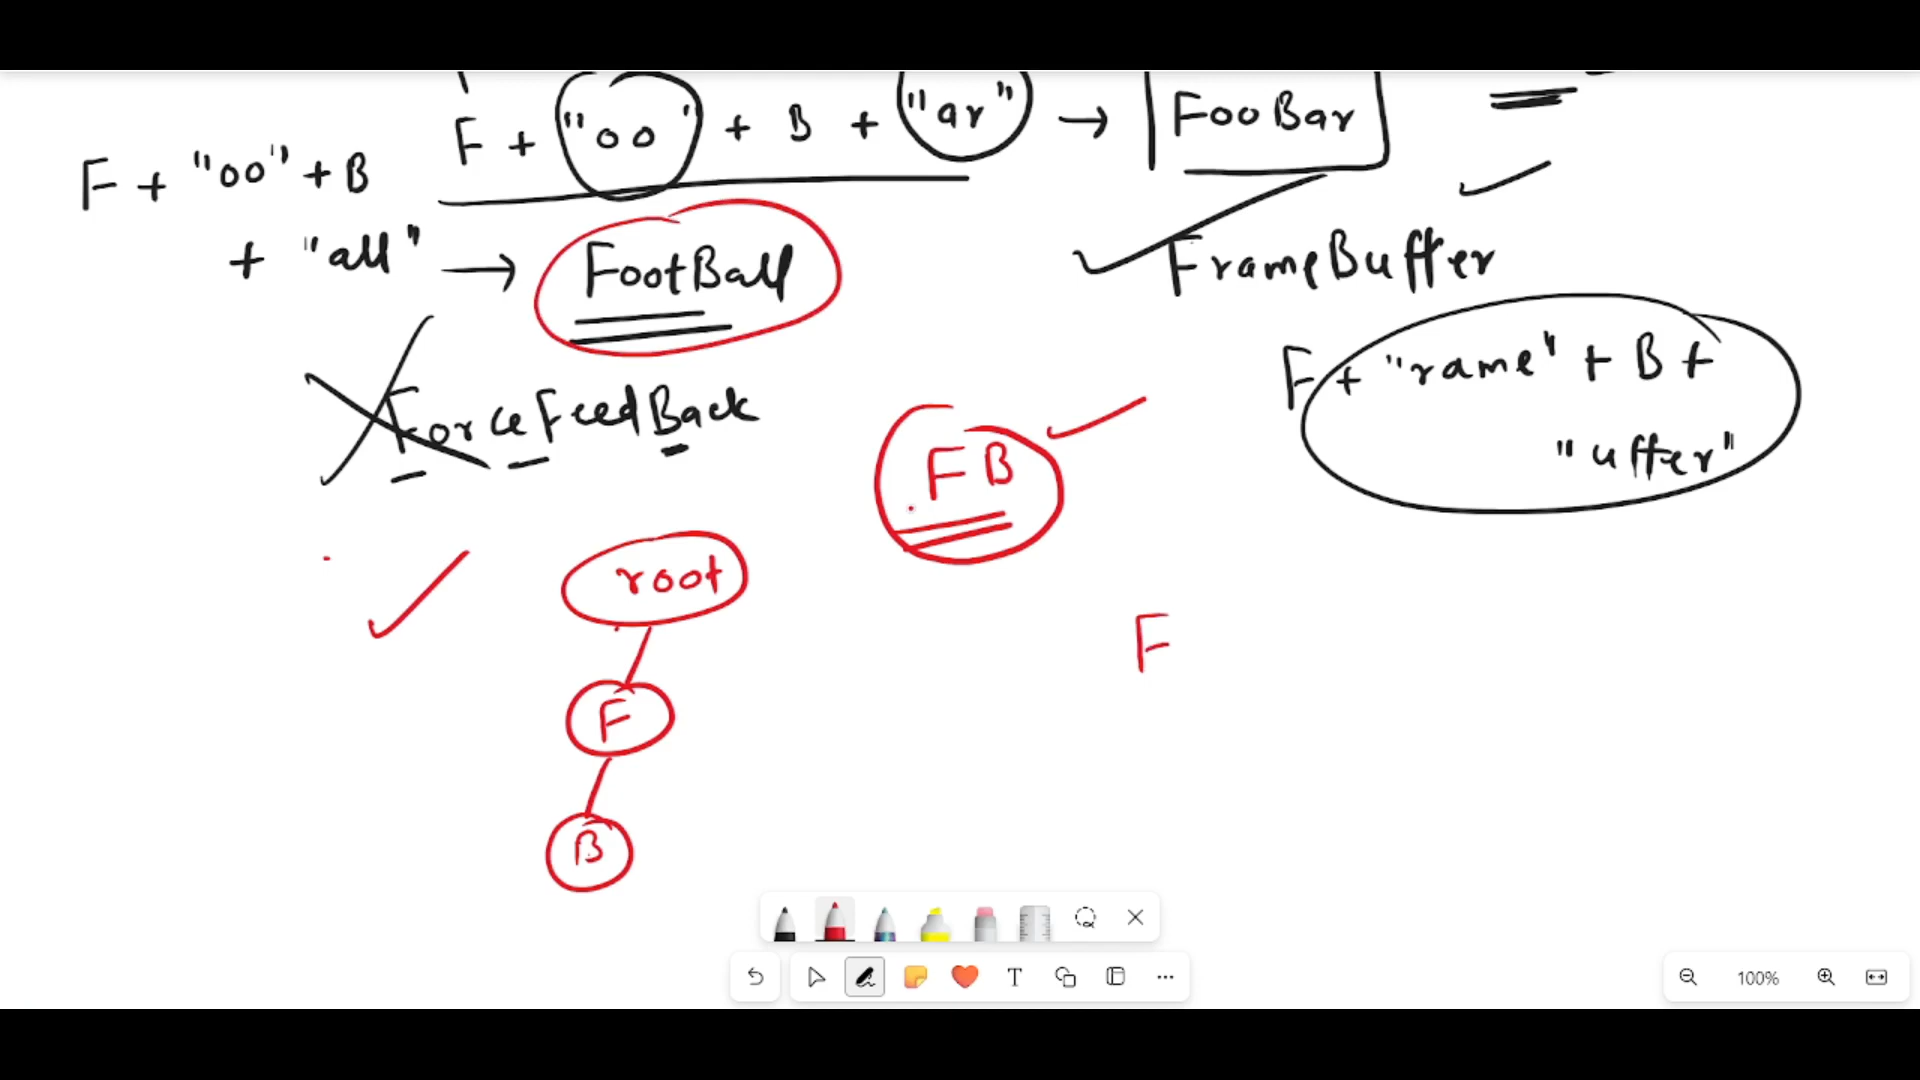 F + "oo" + B + "ar" → FooBar
F + "oo" + B
+ "all" → FootBall
FrameBuffer
F + "rame" + B +
"uffer"
ForceFeedBack
FB
root
F
F
B
T
100%